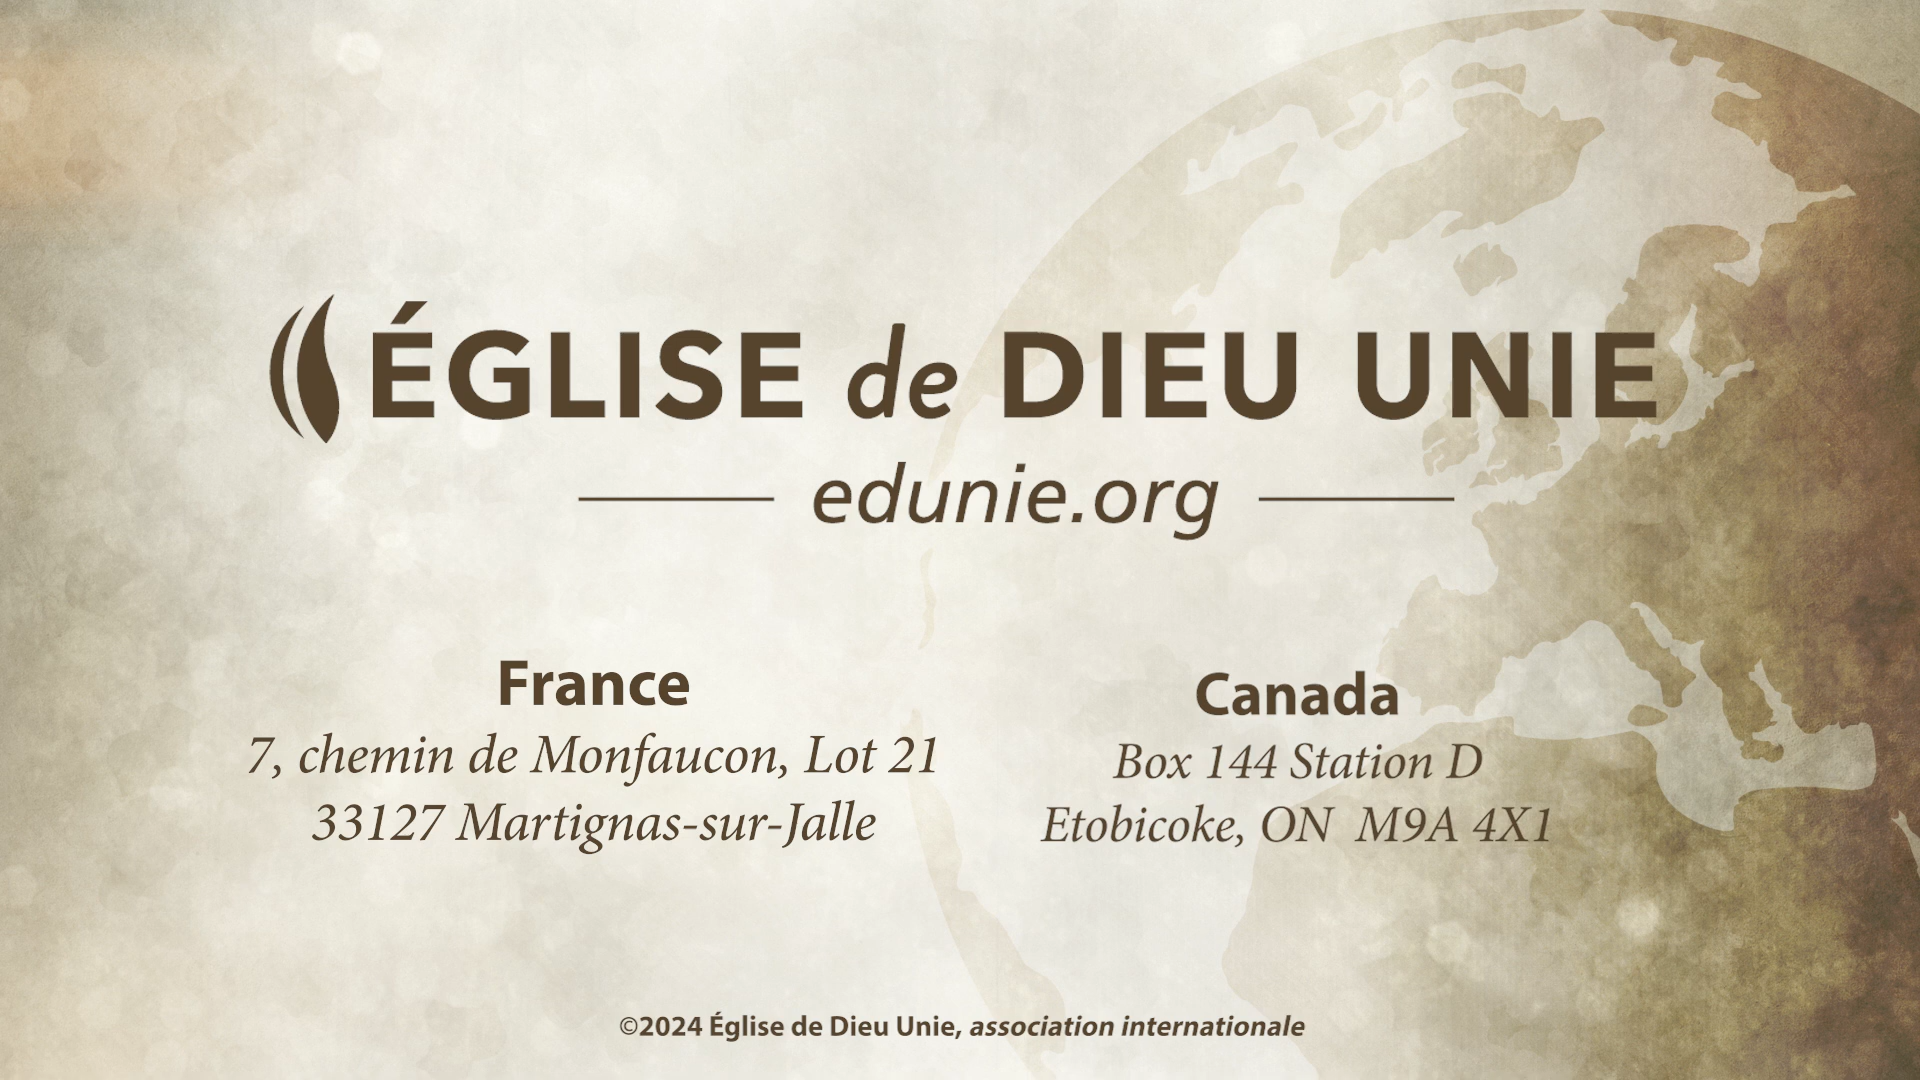 ÉGLISE de DIEU UNIE
edunie.org
France
7, chemin de Monfaucon, Lot 21
33127 Martignas-sur-Jalle
Canada
Box 144 Station D
Etobicoke, ON  M9A 4X1
©2024 Église de Dieu Unie, association internationale